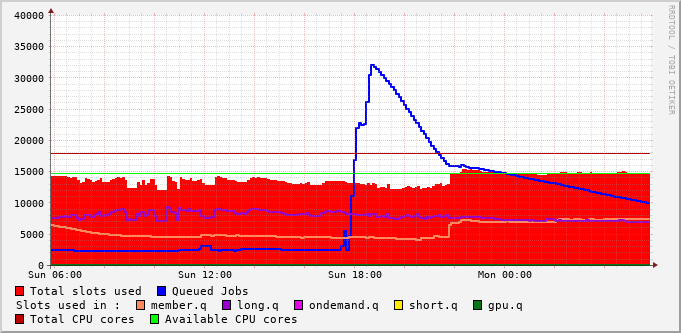 40000
35000
30000
25000
20000
15000
10000
5000
0
Sun 06:00 Sun 12:00 Sun 18:00 Mon 00:00
RRDTOOL / TOBI OETIKER
Total slots used Queued Jobs
Slots used in : member.q long.q ondemand.q short.q gpu.q
Total CPU cores Available CPU cores